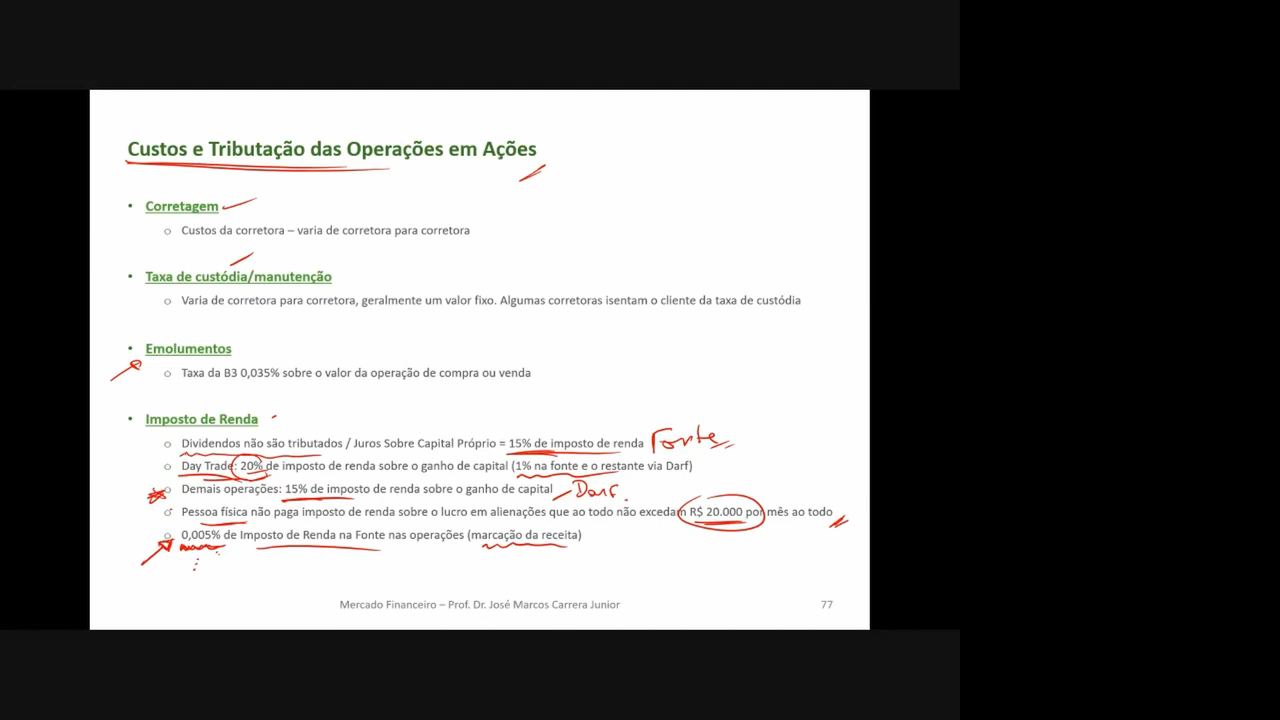 Custos e Tributação das Operações em Ações
• Corretagem
o Custos da corretora – varia de corretora para corretora
• Taxa de custódia/manutenção
o Varia de corretora para corretora, geralmente um valor fixo. Algumas corretoras isentam o cliente da taxa de custódia
• Emolumentos
o Taxa da B3 0,035% sobre o valor da operação de compra ou venda
• Imposto de Renda
o Dividendos não são tributados / Juros Sobre Capital Próprio = 15% de imposto de renda Fonte
o Day Trade: 20% de imposto de renda sobre o ganho de capital (1% na fonte e o restante via Darf)
o Demais operações: 15% de imposto de renda sobre o ganho de capital Darf.
o Pessoa física não paga imposto de renda sobre o lucro em alienações que ao todo não excedam R$ 20.000 por mês ao todo
o 0,005% de Imposto de Renda na Fonte nas operações (marcação da receita)
Mercado Financeiro – Prof. Dr. José Marcos Carrera Junior 77